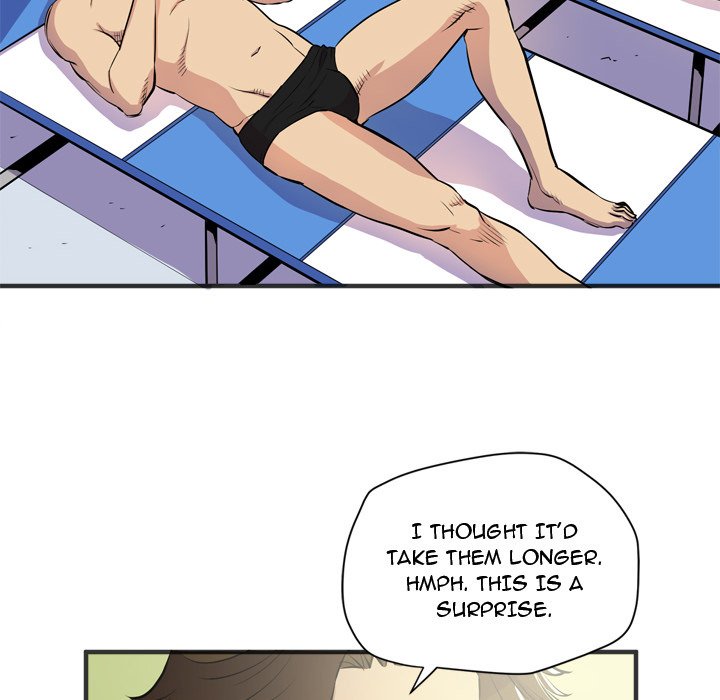 I THOUGHT IT'D
TAKE THEM LONGER.
HMPH. THIS IS A
SURPRISE.